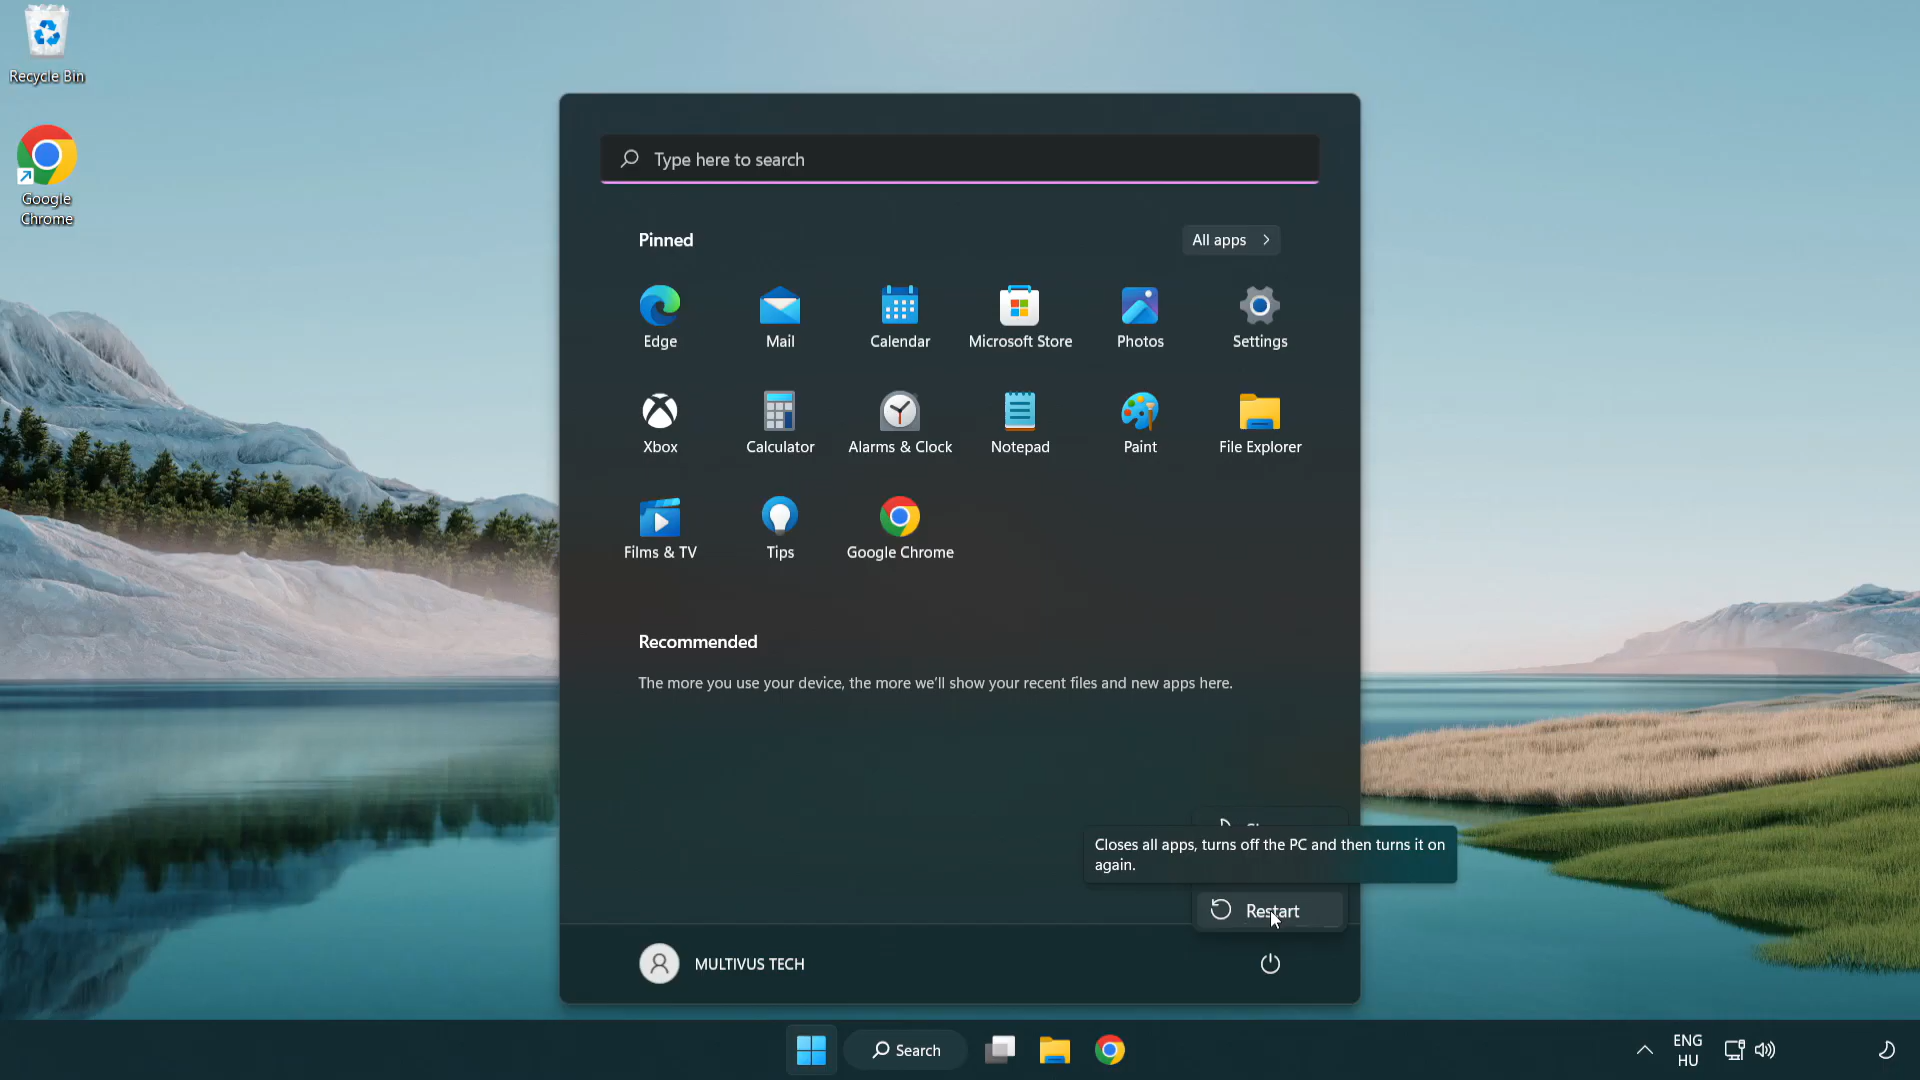 Recycle Bin
Google
Chrome
Type here to search
Pinned
All apps
Edge
Mail
Calendar
Microsoft Store
Photos
Settings
Xbox
Calculator
Alarms & Clock
Notepad
Paint
File Explorer
Films & TV
Tips
Google Chrome
Recommended
The more you use your device, the more we'll show your recent files and new apps here.
Closes all apps, turns off the PC and then turns it on
again.
Restart
MULTIVUS TECH
Search
ENG
HU